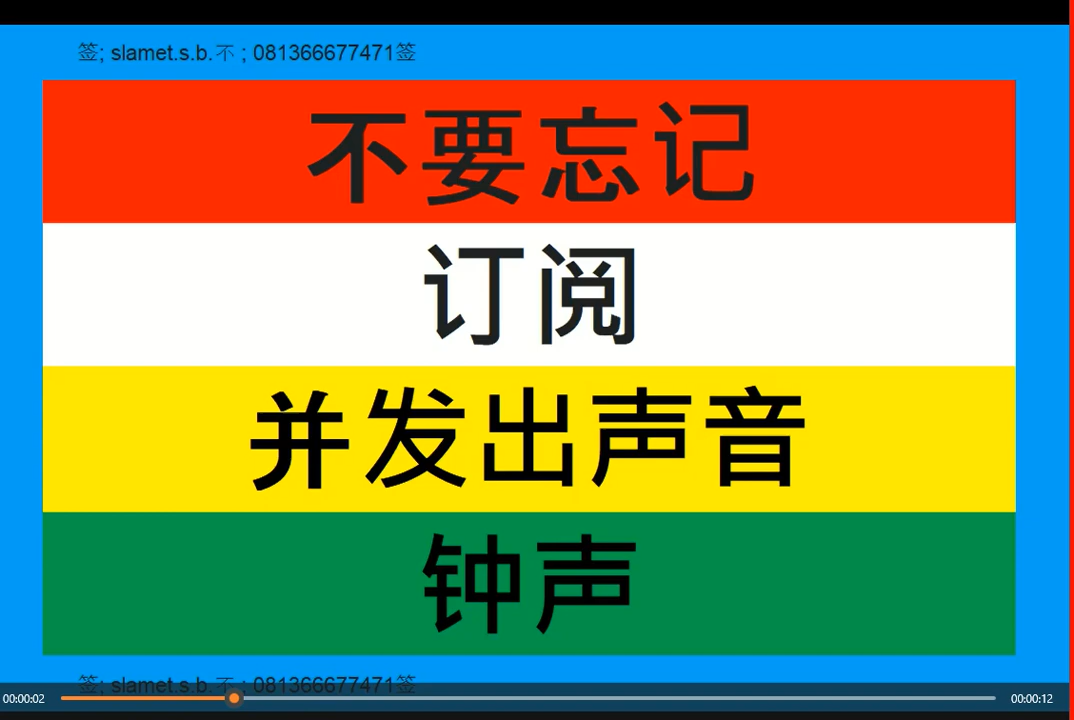 签; slamet.s.b.不 ; 081366677471签
不要忘记
订阅
并发出声音
钟声
签; slamet.s.b.不 ; 081366677471签
00:00:02
00:00:12